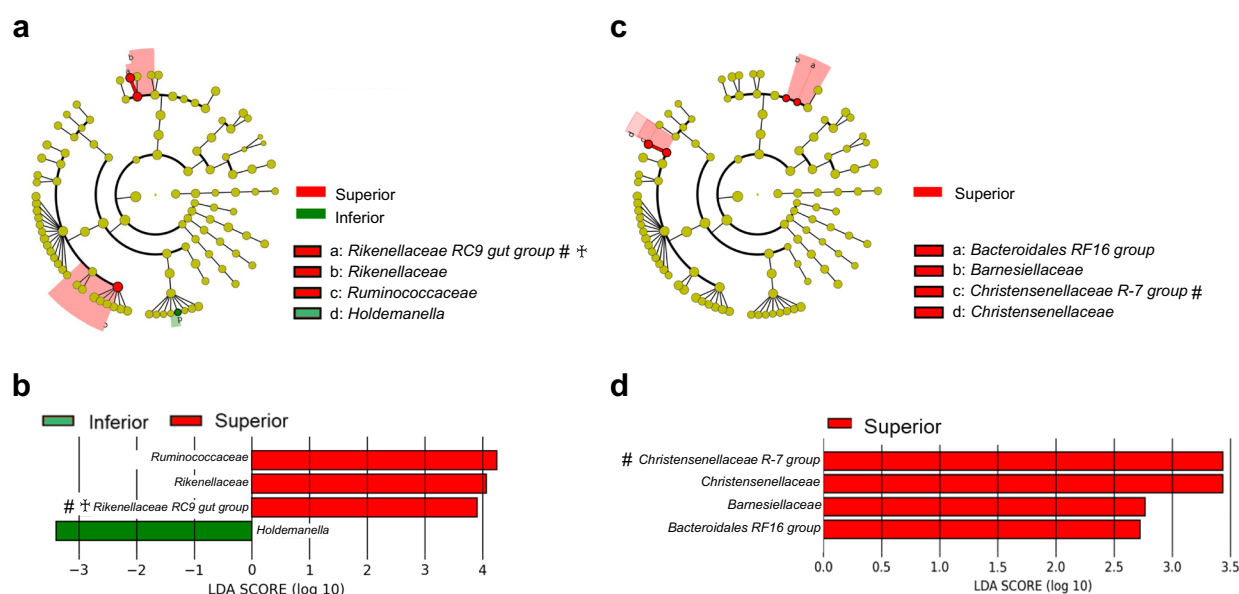 a
b
a
d
Superior
Inferior
a: Rikenellaceae RC9 gut group # ☩
b: Rikenellaceae
c: Ruminococcaceae
d: Holdemanella
b
Inferior Superior
Ruminococcaceae
Rikenellaceae
# ☩ Rikenellaceae RC9 gut group
Holdemanella
−3 −2 −1 0 1 2 3 4
LDA SCORE (log 10)
c
b
a
d
Superior
a: Bacteroidales RF16 group
b: Barnesiellaceae
c: Christensenellaceae R-7 group #
d: Christensenellaceae
d
Superior
# Christensenellaceae R-7 group
Christensenellaceae
Barnesiellaceae
Bacteroidales RF16 group
0.0 0.5 1.0 1.5 2.0 2.5 3.0 3.5
LDA SCORE (log 10)